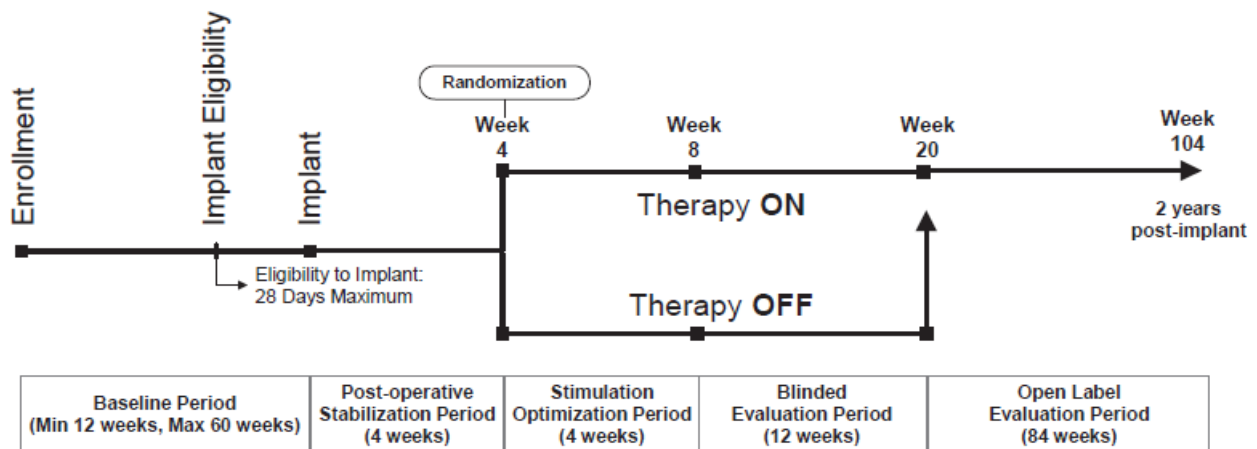 Enrollment
Implant Eligibility
Implant
Randomization
Week
4
Week
8
Week
20
Week
104
Therapy ON
2 years
post-implant
Eligibility to Implant:
28 Days Maximum
Therapy OFF
Baseline Period
(Min 12 weeks, Max 60 weeks)
Post-operative
Stabilization Period
(4 weeks)
Stimulation
Optimization Period
(4 weeks)
Blinded
Evaluation Period
(12 weeks)
Open Label
Evaluation Period
(84 weeks)